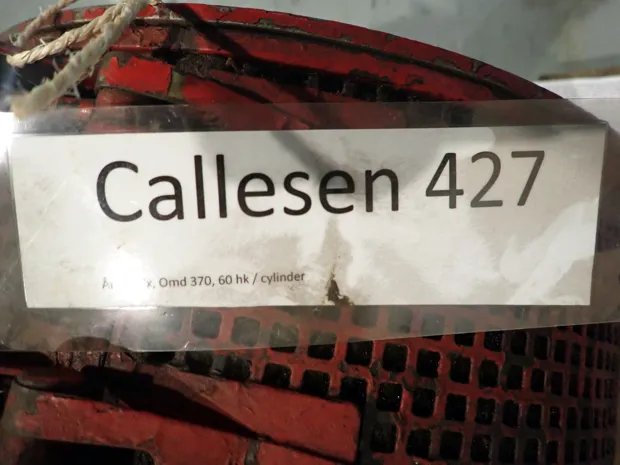 Callesen 427
Omd 370, 60 hk / cylinder